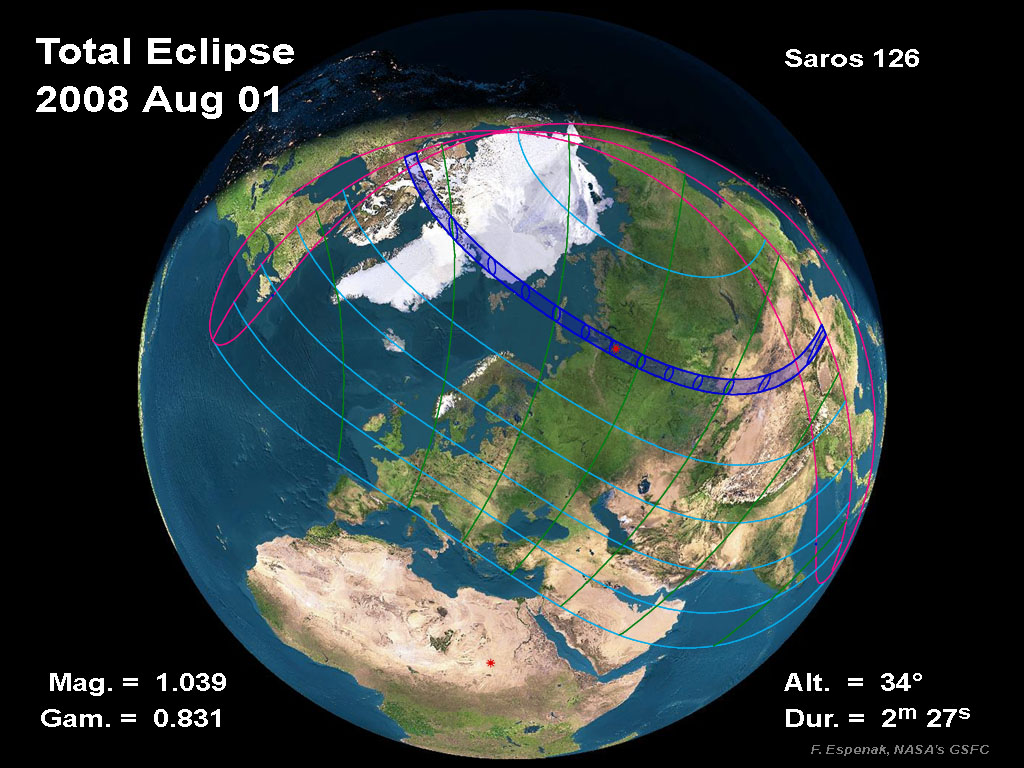 Total Eclipse
2008 Aug 01
Saros 126
Mag. = 1.039
Gam. = 0.831
Alt. = 34°
Dur. = 2ᵐ 27ˢ
F. Espenak, NASA's GSFC